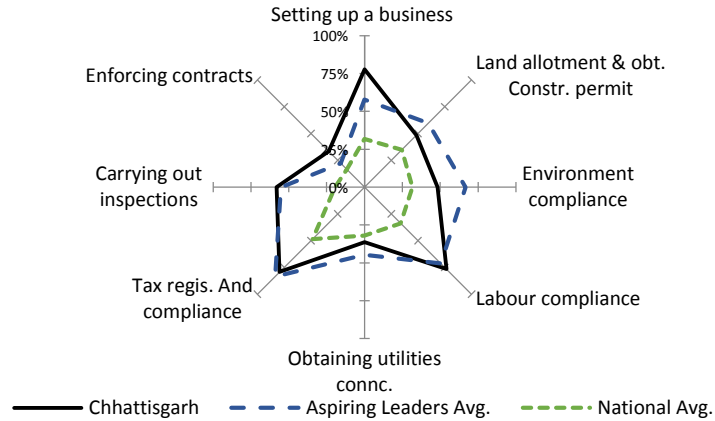 Setting up a business
100%
75%
50%
25%
0%
Land allotment & obt.
Constr. permit
Environment
compliance
Labour compliance
Obtaining utilities
connc.
Tax regis. And
compliance
Carrying out
inspections
Enforcing contracts
Chhattisgarh
Aspiring Leaders Avg.
National Avg.